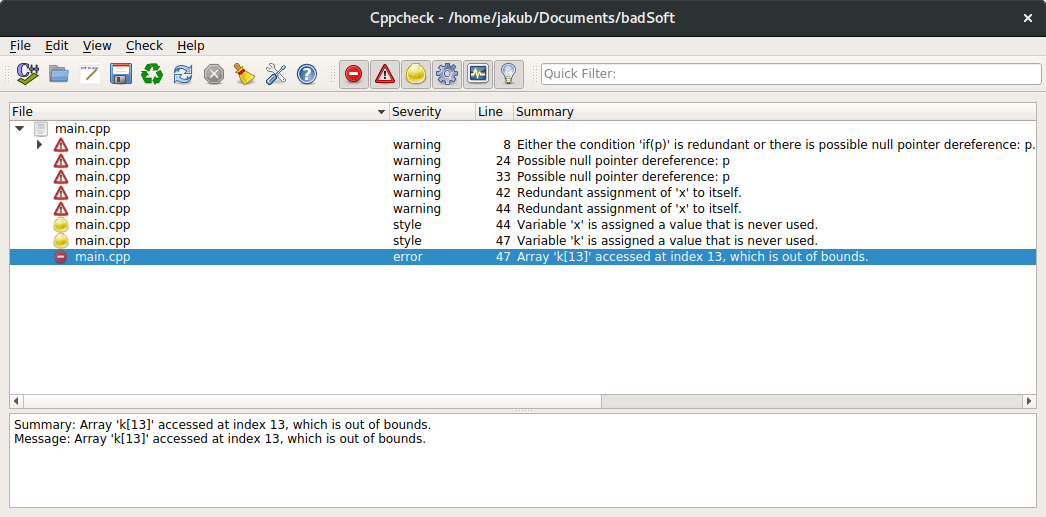 Cppcheck - /home/jakub/Documents/badSoft
File Edit View Check Help
C++
Quick Filter:
File Severity Line Summary
main.cpp
main.cpp warning 8 Either the condition 'if(p)' is redundant or there is possible null pointer dereference: p.
main.cpp warning 24 Possible null pointer dereference: p
main.cpp warning 33 Possible null pointer dereference: p
main.cpp warning 42 Redundant assignment of 'x' to itself.
main.cpp warning 44 Redundant assignment of 'x' to itself.
main.cpp style 44 Variable 'x' is assigned a value that is never used.
main.cpp style 47 Variable 'k' is assigned a value that is never used.
main.cpp error 47 Array 'k[13]' accessed at index 13, which is out of bounds.
Summary: Array 'k[13]' accessed at index 13, which is out of bounds.
Message: Array 'k[13]' accessed at index 13, which is out of bounds.